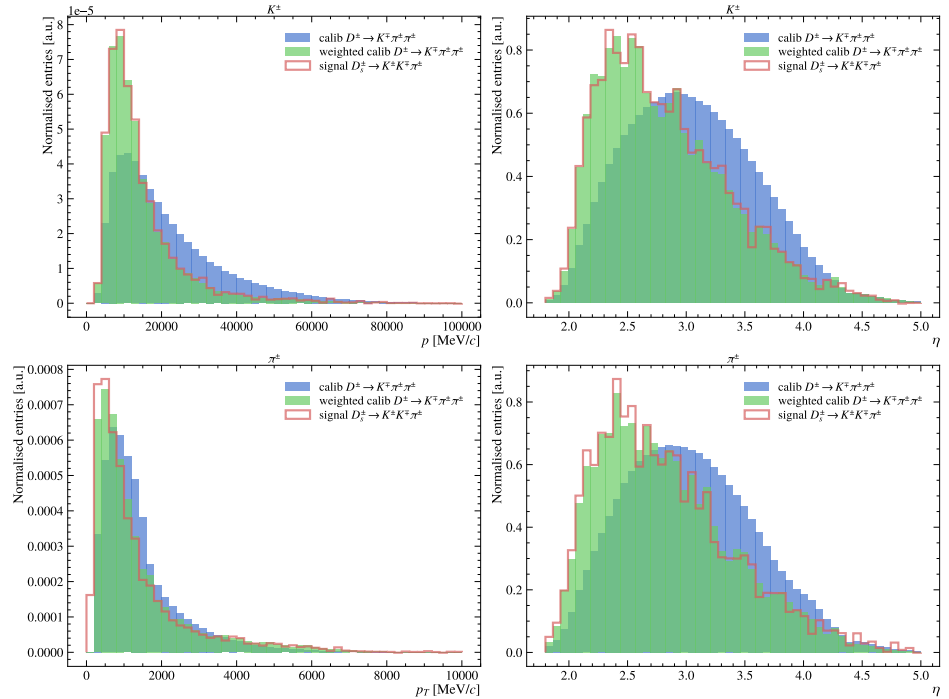 K±
1e−5
Normalised entries [a.u.]
8
7
6
5
4
3
2
1
0
calib D± → K∓π±π±
weighted calib D± → K∓π±π±
signal Ds± → K±K∓π±
0 20000 40000 60000 80000 100000
p [MeV/c]
K±
Normalised entries [a.u.]
0.8
0.6
0.4
0.2
0.0
calib D± → K∓π±π±
weighted calib D± → K∓π±π±
signal Ds± → K±K∓π±
2.0 2.5 3.0 3.5 4.0 4.5 5.0
η
π±
Normalised entries [a.u.]
0.0008
0.0007
0.0006
0.0005
0.0004
0.0003
0.0002
0.0001
0.0000
calib D± → K∓π±π±
weighted calib D± → K∓π±π±
signal Ds± → K±K∓π±
0 2000 4000 6000 8000 10000
pT [MeV/c]
π±
Normalised entries [a.u.]
0.8
0.6
0.4
0.2
0.0
calib D± → K∓π±π±
weighted calib D± → K∓π±π±
signal Ds± → K±K∓π±
2.0 2.5 3.0 3.5 4.0 4.5 5.0
η